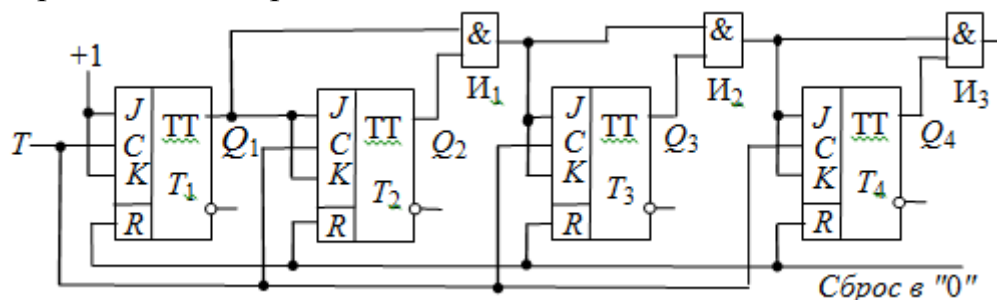 & & &
+1 И₁ И₂ И₃
J TT J TT J TT J TT
T C Q₁ C Q₂ C Q₃ C Q₄
K T₁ K T₂ K T₃ K T₄
R R R R
Сброс в "0"